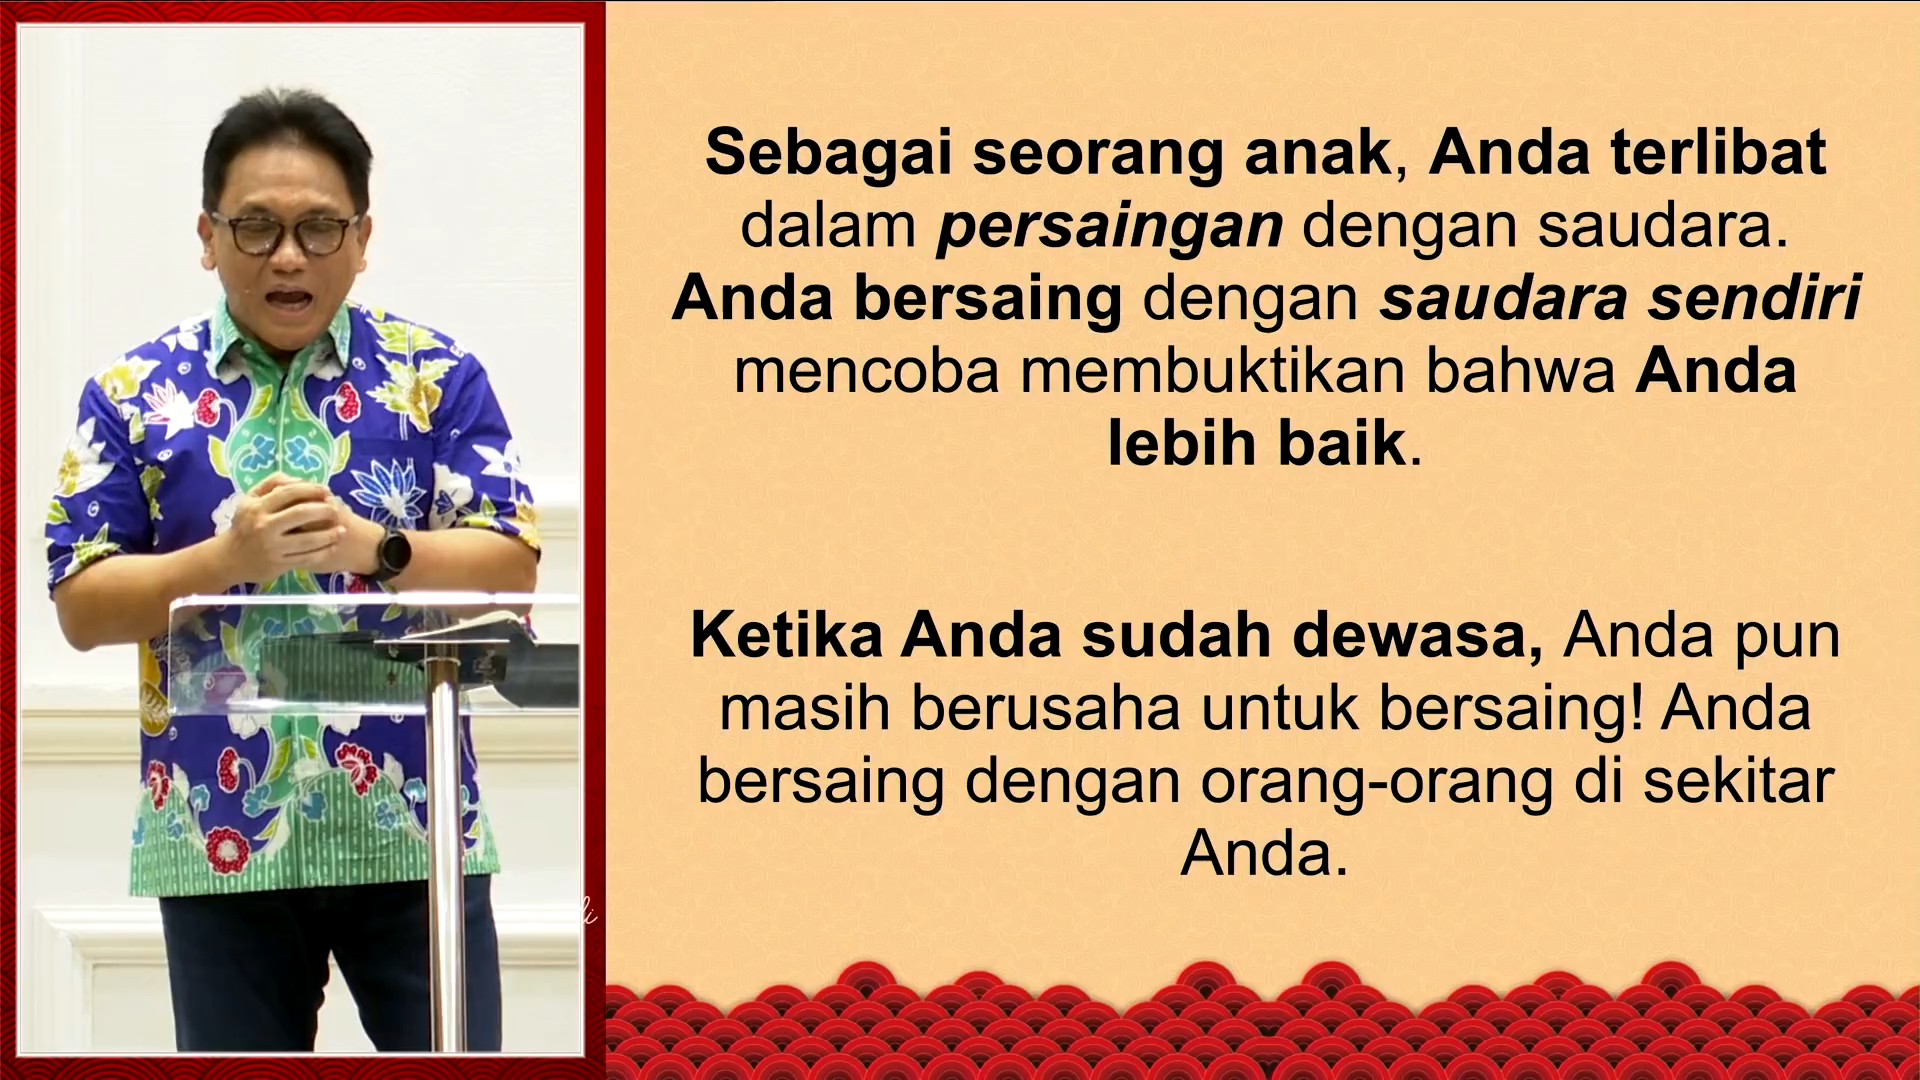 Sebagai seorang anak, Anda terlibat
dalam persaingan dengan saudara.
Anda bersaing dengan saudara sendiri
mencoba membuktikan bahwa Anda
lebih baik.
Ketika Anda sudah dewasa, Anda pun
masih berusaha untuk bersaing! Anda
bersaing dengan orang-orang di sekitar
Anda.